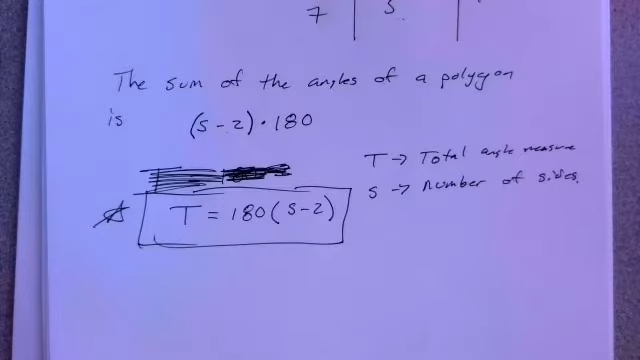 7 5
The sum of the angles of a polygon
is (s-2)•180
T → Total angle measure
s → number of sides.
T = 180(s-2)